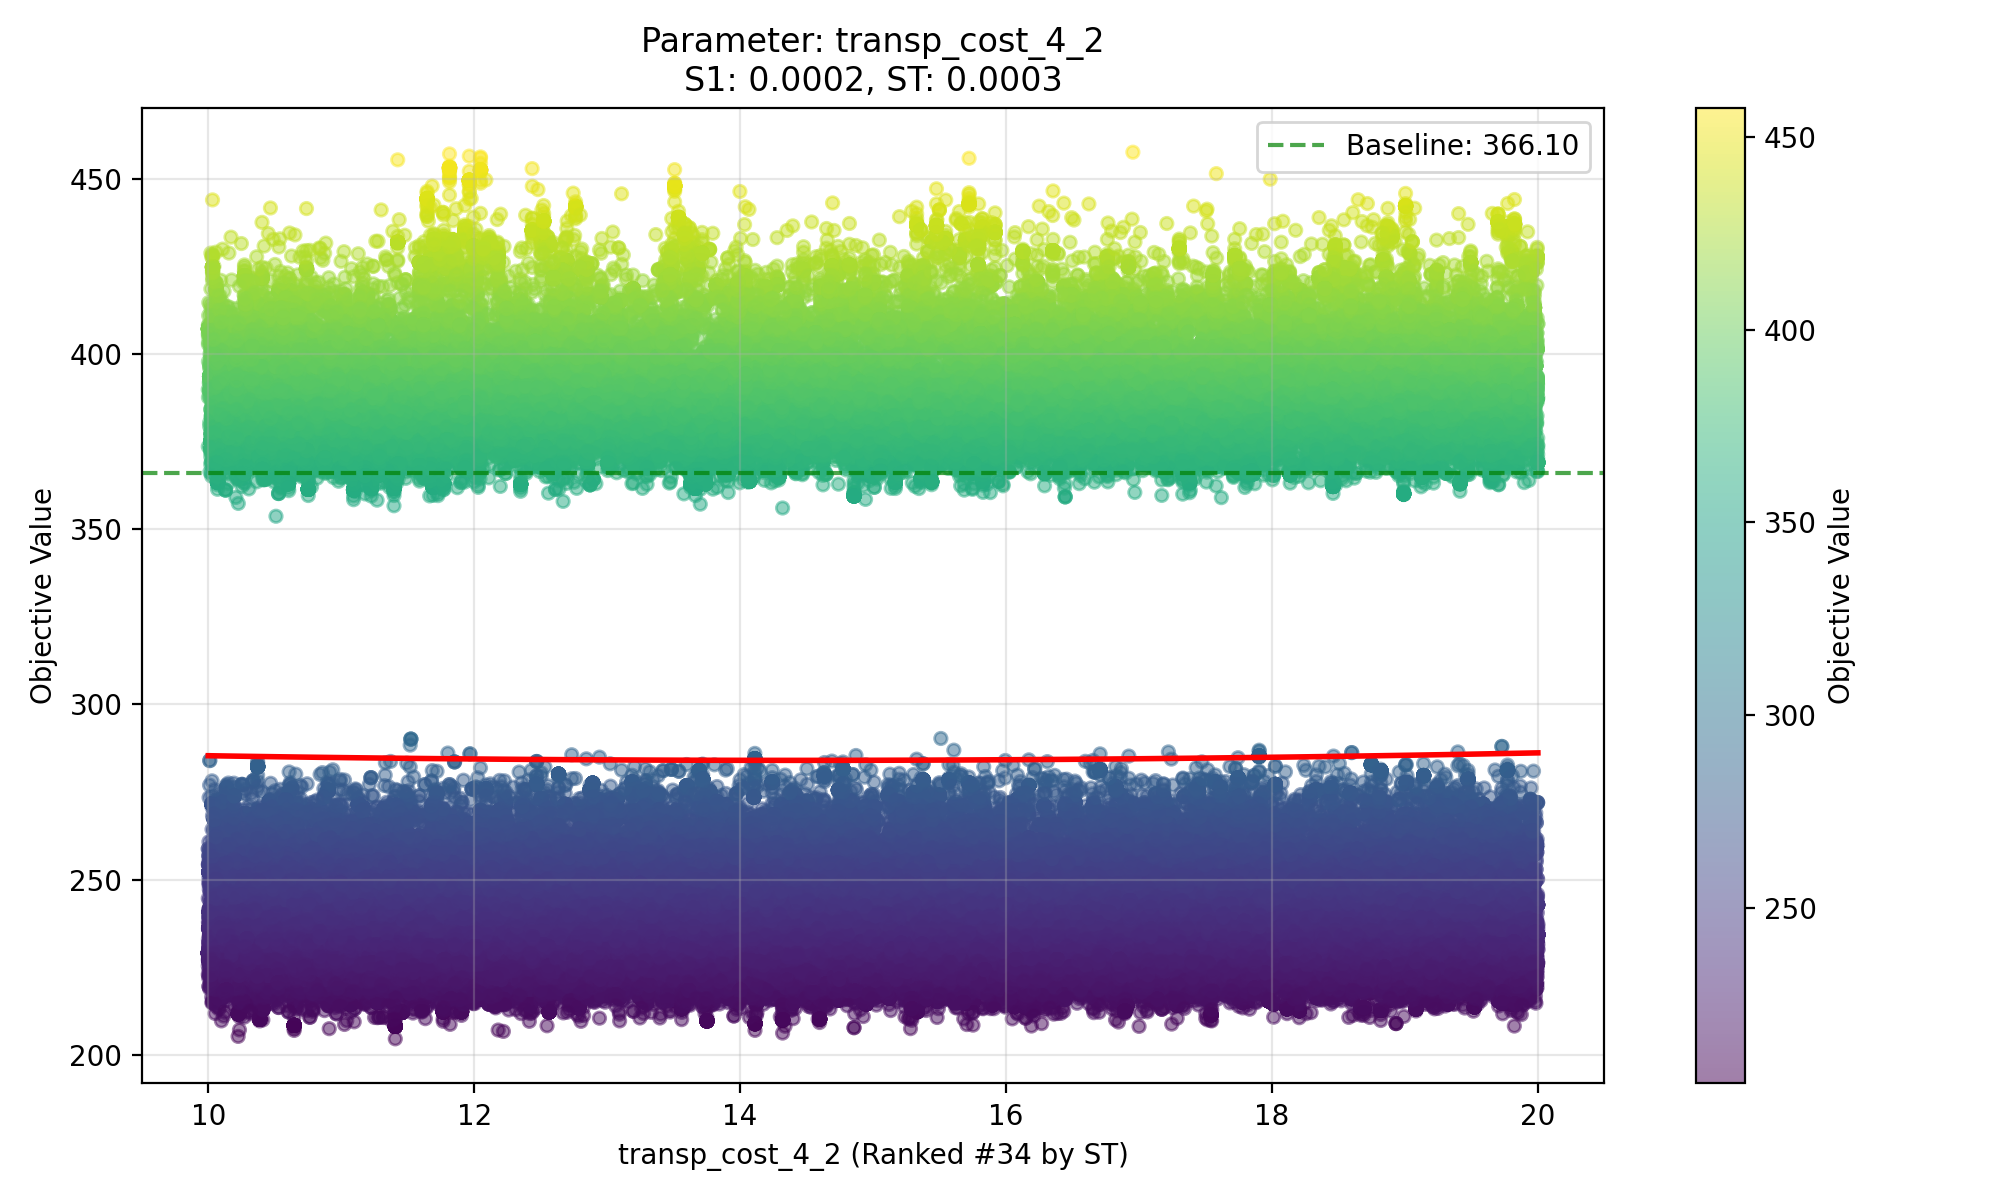 Parameter: transp_cost_4_2
S1: 0.0002, ST: 0.0003
Baseline: 366.10
Objective Value
450
400
350
300
250
200
10
12
14
16
18
20
transp_cost_4_2 (Ranked #34 by ST)
450
400
350
300
250
Objective Value